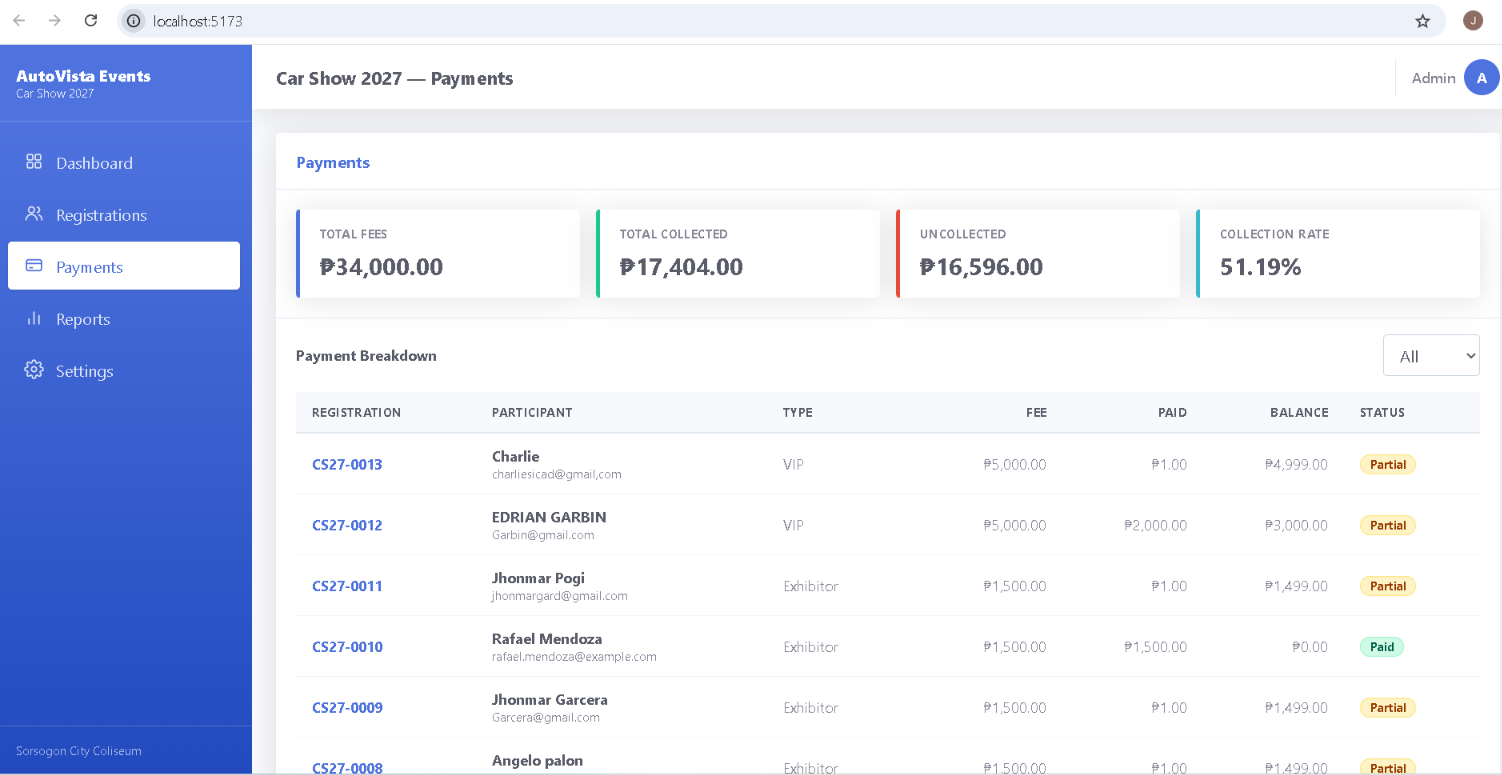 localhost:5173
J
AutoVista Events
Car Show 2027
Dashboard
Registrations
Payments
Reports
Settings
Sorsogon City Coliseum
Car Show 2027 — Payments
Admin
A
Payments
TOTAL FEES
₱34,000.00
TOTAL COLLECTED
₱17,404.00
UNCOLLECTED
₱16,596.00
COLLECTION RATE
51.19%
Payment Breakdown
All
REGISTRATION PARTICIPANT TYPE FEE PAID BALANCE STATUS
CS27-0013 Charlie VIP ₱5,000.00 ₱1.00 ₱4,999.00 Partial
charliesicad@gmail,com
CS27-0012 EDRIAN GARBIN VIP ₱5,000.00 ₱2,000.00 ₱3,000.00 Partial
Garbin@gmail.com
CS27-0011 Jhonmar Pogi Exhibitor ₱1,500.00 ₱1.00 ₱1,499.00 Partial
jhonmargard@gmail.com
CS27-0010 Rafael Mendoza Exhibitor ₱1,500.00 ₱1,500.00 ₱0.00 Paid
rafael.mendoza@example.com
CS27-0009 Jhonmar Garcera Exhibitor ₱1,500.00 ₱1.00 ₱1,499.00 Partial
Garcera@gmail.com
CS27-0008 Angelo palon Exhibitor ₱1,500.00 ₱1.00 ₱1,499.00 Partial